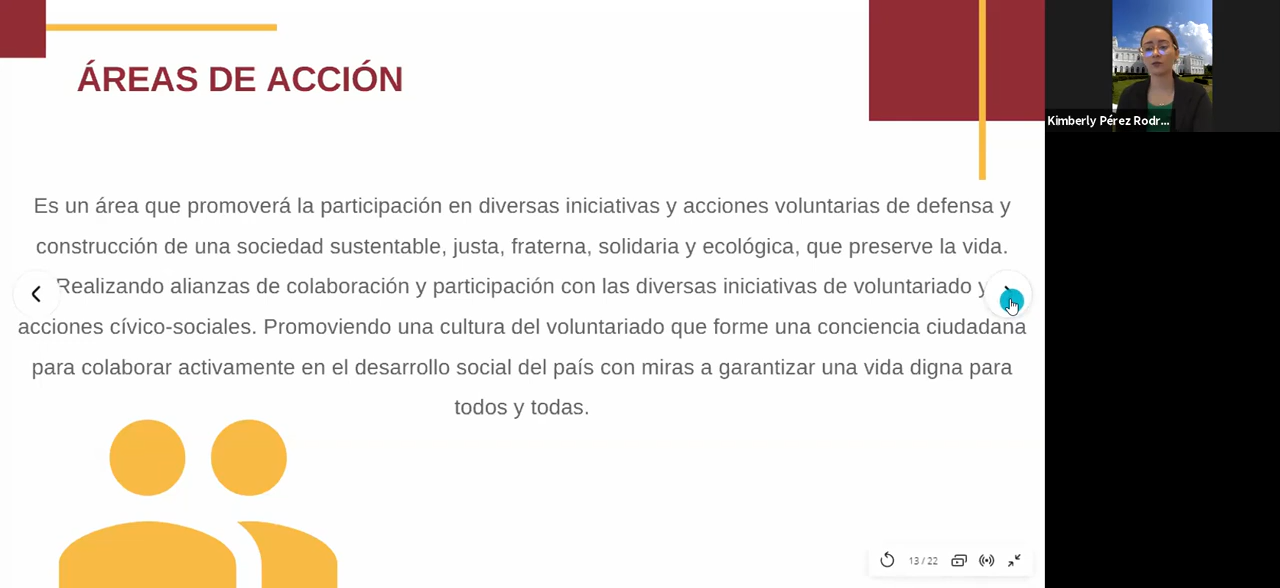 ÁREAS DE ACCIÓN
Kimberly Pérez Rodr...
Es un área que promoverá la participación en diversas iniciativas y acciones voluntarias de defensa y
construcción de una sociedad sustentable, justa, fraterna, solidaria y ecológica, que preserve la vida.
Realizando alianzas de colaboración y participación con las diversas iniciativas de voluntariado y
acciones cívico-sociales. Promoviendo una cultura del voluntariado que forme una conciencia ciudadana
para colaborar activamente en el desarrollo social del país con miras a garantizar una vida digna para
todos y todas.
13 / 22